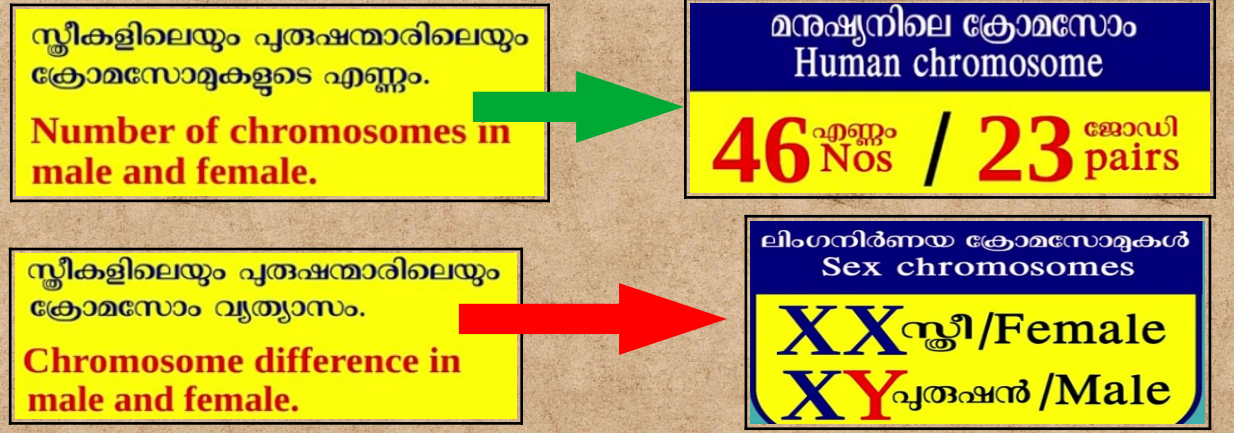 സ്ത്രീകളിലെയും പുരുഷന്മാരിലെയും
ക്രോമസോമുകളുടെ എണ്ണം.
Number of chromosomes in
male and female.
മനുഷ്യനിലെ ക്രോമസോം
Human chromosome
46 എണ്ണം Nos / 23 ജോഡി pairs
സ്ത്രീകളിലെയും പുരുഷന്മാരിലെയും
ക്രോമസോം വ്യത്യാസം.
Chromosome difference in
male and female.
ലിംഗനിർണയ ക്രോമസോമുകൾ
Sex chromosomes
XX സ്ത്രീ/Female
XY പുരുഷൻ/Male